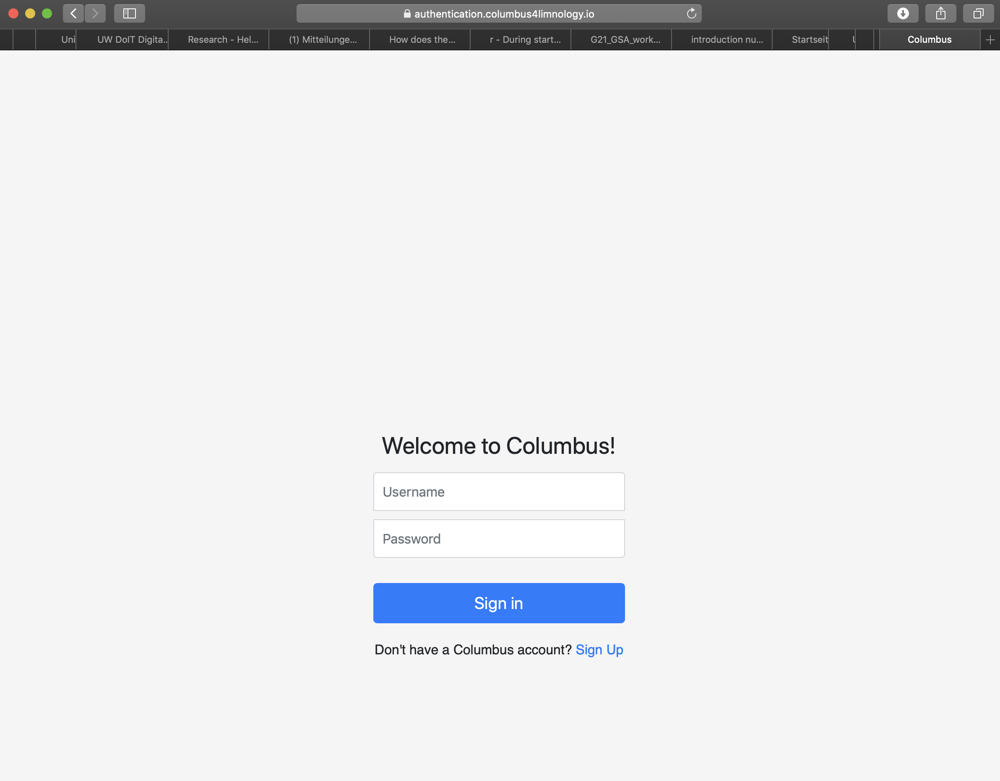 authentication.columbus4limnology.io
Uni
UW DoIT Digita..
Research - Hel...
(1) Mitteilunge...
How does the...
r - During start...
G21_GSA_work...
introduction nu...
Startseit
Columbus
Welcome to Columbus!
Username
Password
Sign in
Don't have a Columbus account? Sign Up